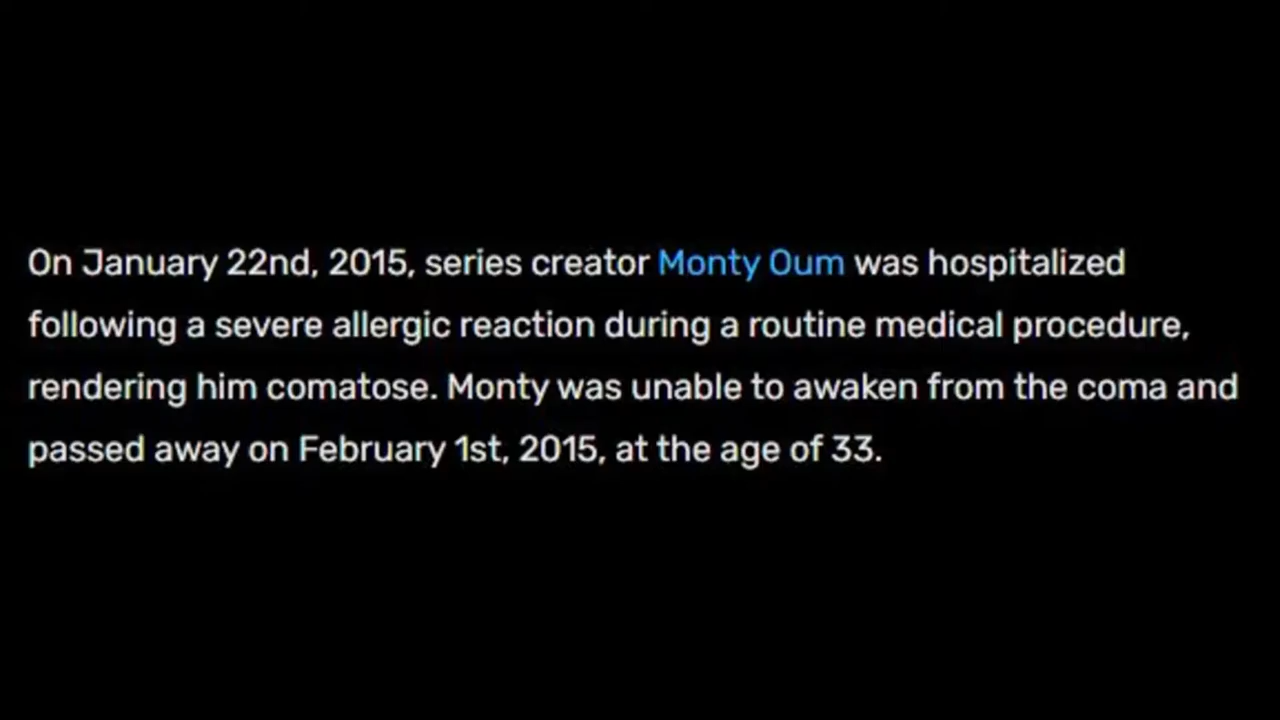 On January 22nd, 2015, series creator Monty Oum was hospitalized
following a severe allergic reaction during a routine medical procedure,
rendering him comatose. Monty was unable to awaken from the coma and
passed away on February 1st, 2015, at the age of 33.